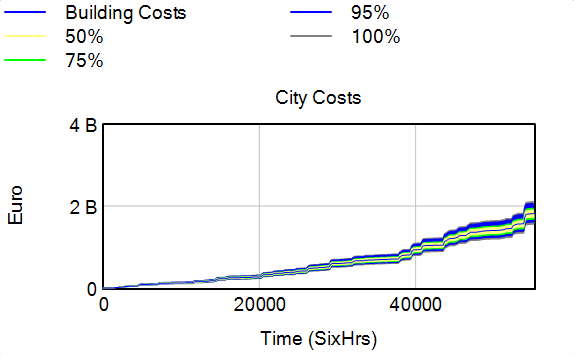 Building Costs 95%
50% 100%
75%
City Costs
4 B
2 B
0
Euro
0 20000 40000
Time (SixHrs)